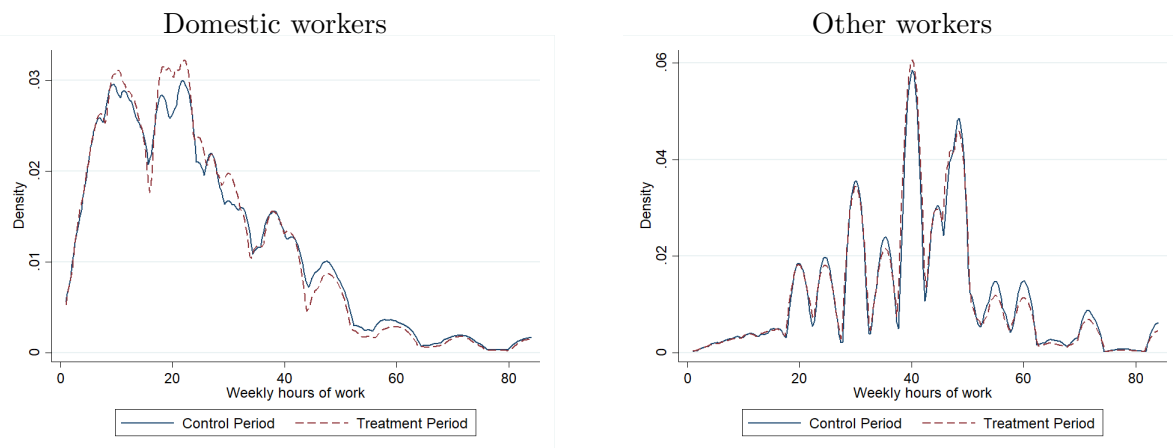 Domestic workers
Density
.03
.02
.01
0
0 20 40 60 80
Weekly hours of work
Control Period Treatment Period
Other workers
Density
.06
.04
.02
0
0 20 40 60 80
Weekly hours of work
Control Period Treatment Period